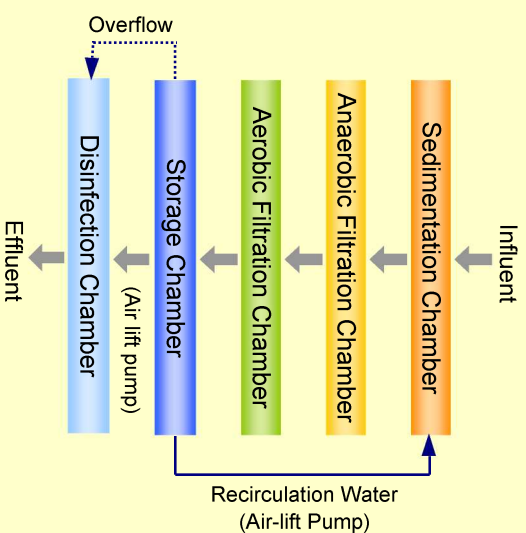 Overflow
Influent
Sedimentation Chamber
Anaerobic Filtration Chamber
Aerobic Filtration Chamber
Storage Chamber
(Air lift pump)
Disinfection Chamber
Effluent
Recirculation Water
(Air-lift Pump)